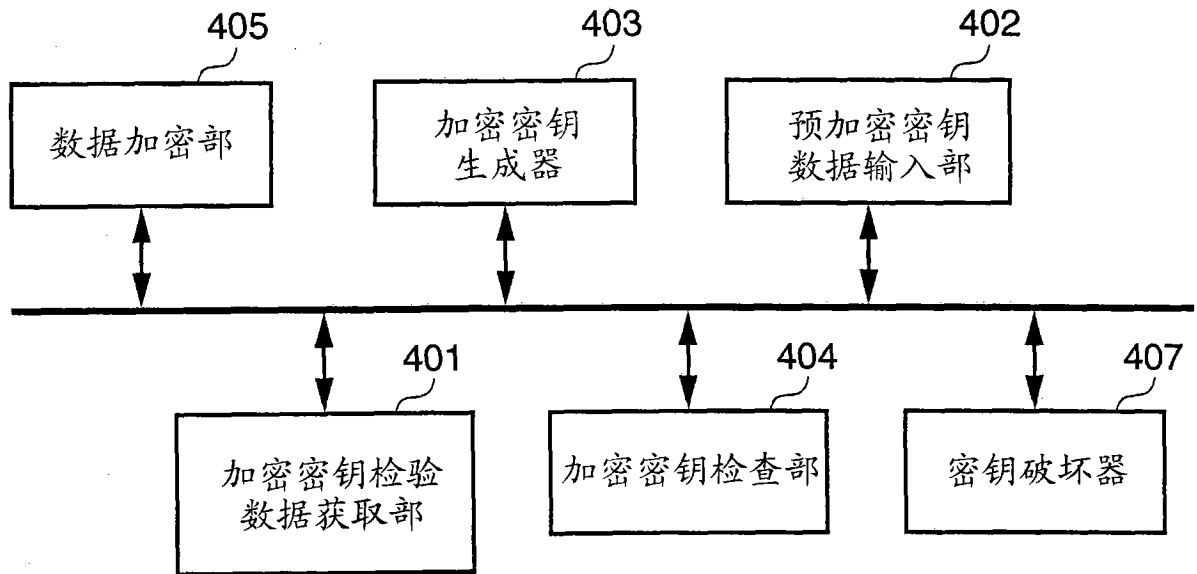 405
403
402
数据加密部
加密密钥
生成器
预加密密钥
数据输入部
401
404
407
加密密钥检验
数据获取部
加密密钥检查部
密钥破坏器